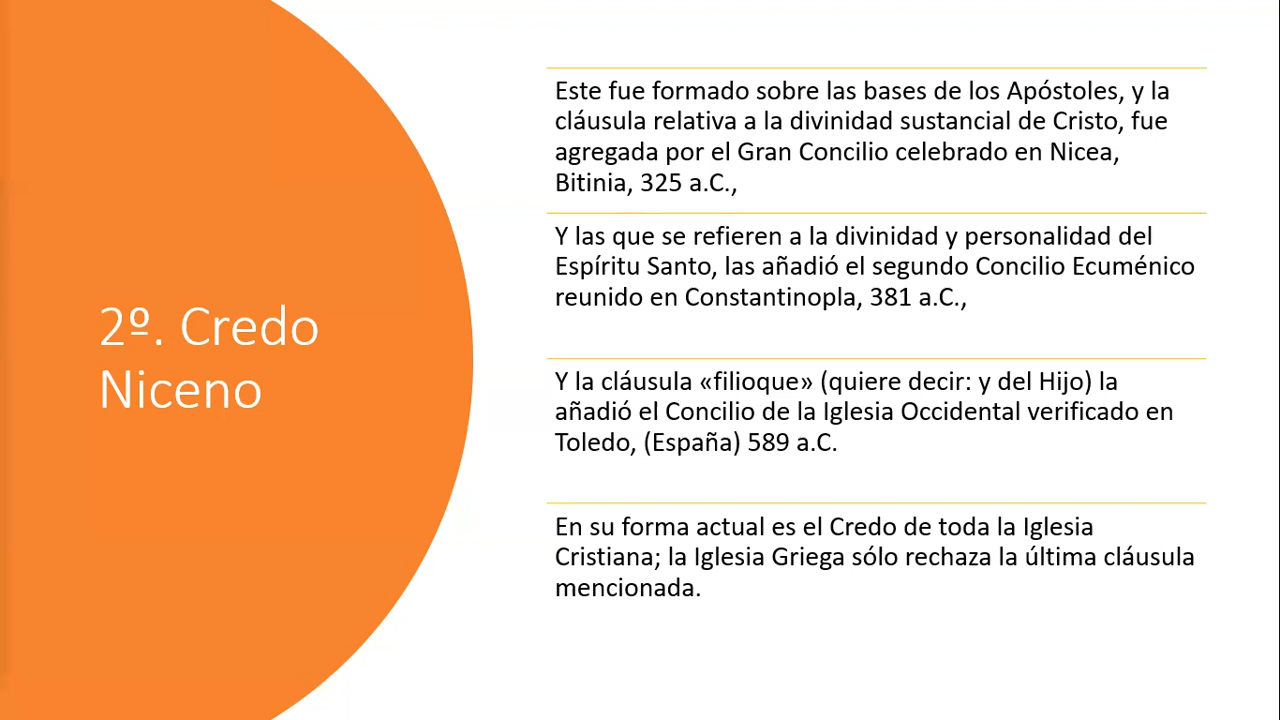 2º. Credo
Niceno
Este fue formado sobre las bases de los Apóstoles, y la
cláusula relativa a la divinidad sustancial de Cristo, fue
agregada por el Gran Concilio celebrado en Nicea,
Bitinia, 325 a.C.,
Y las que se refieren a la divinidad y personalidad del
Espíritu Santo, las añadió el segundo Concilio Ecuménico
reunido en Constantinopla, 381 a.C.,
Y la cláusula «filioque» (quiere decir: y del Hijo) la
añadió el Concilio de la Iglesia Occidental verificado en
Toledo, (España) 589 a.C.
En su forma actual es el Credo de toda la Iglesia
Cristiana; la Iglesia Griega sólo rechaza la última cláusula
mencionada.